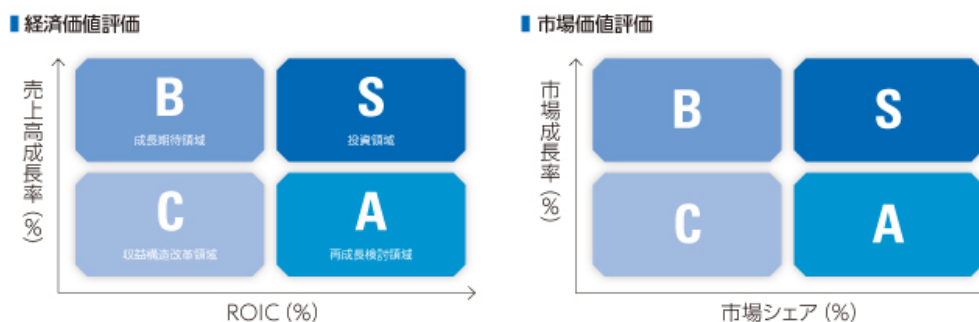 経済価値評価
売上高成長率(%)
B
成長期待領域
S
投資領域
C
収益構造改革領域
A
再成長検討領域
ROIC (%)
市場価値評価
市場成長率(%)
B
S
C
A
市場シェア (%)